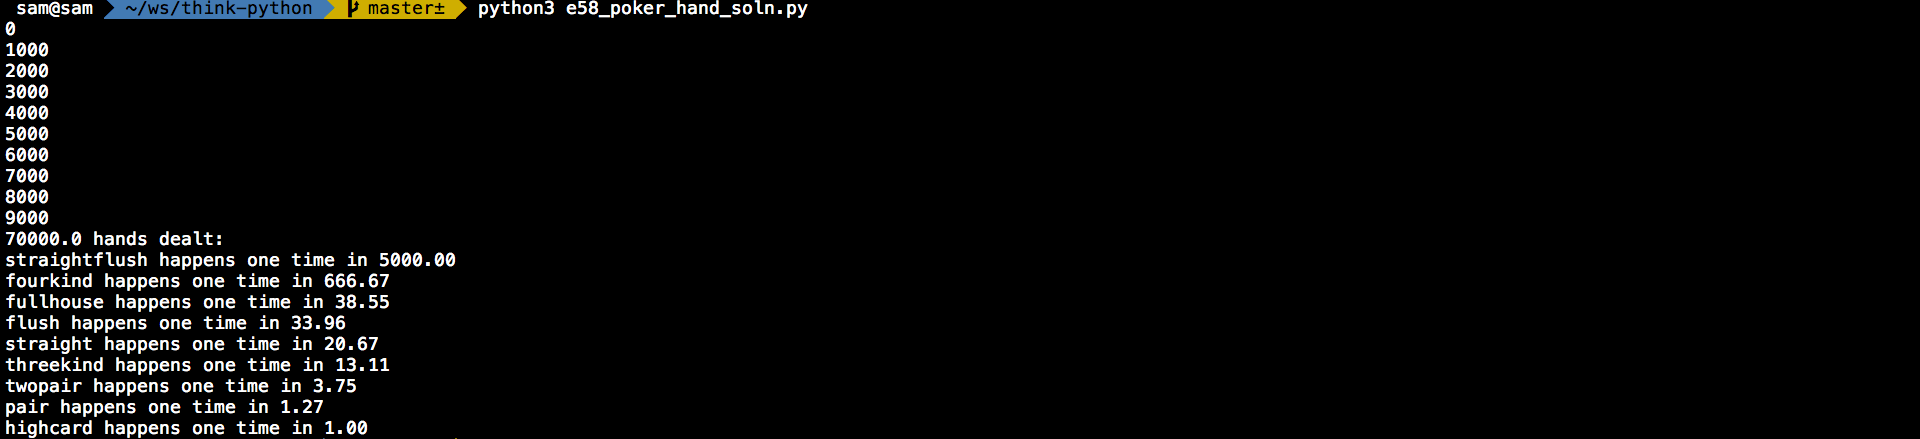 sam@sam ~/ws/think-python master± python3 e58_poker_hand_soln.py
0
1000
2000
3000
4000
5000
6000
7000
8000
9000
70000.0 hands dealt:
straightflush happens one time in 5000.00
fourkind happens one time in 666.67
fullhouse happens one time in 38.55
flush happens one time in 33.96
straight happens one time in 20.67
threekind happens one time in 13.11
twopair happens one time in 3.75
pair happens one time in 1.27
highcard happens one time in 1.00